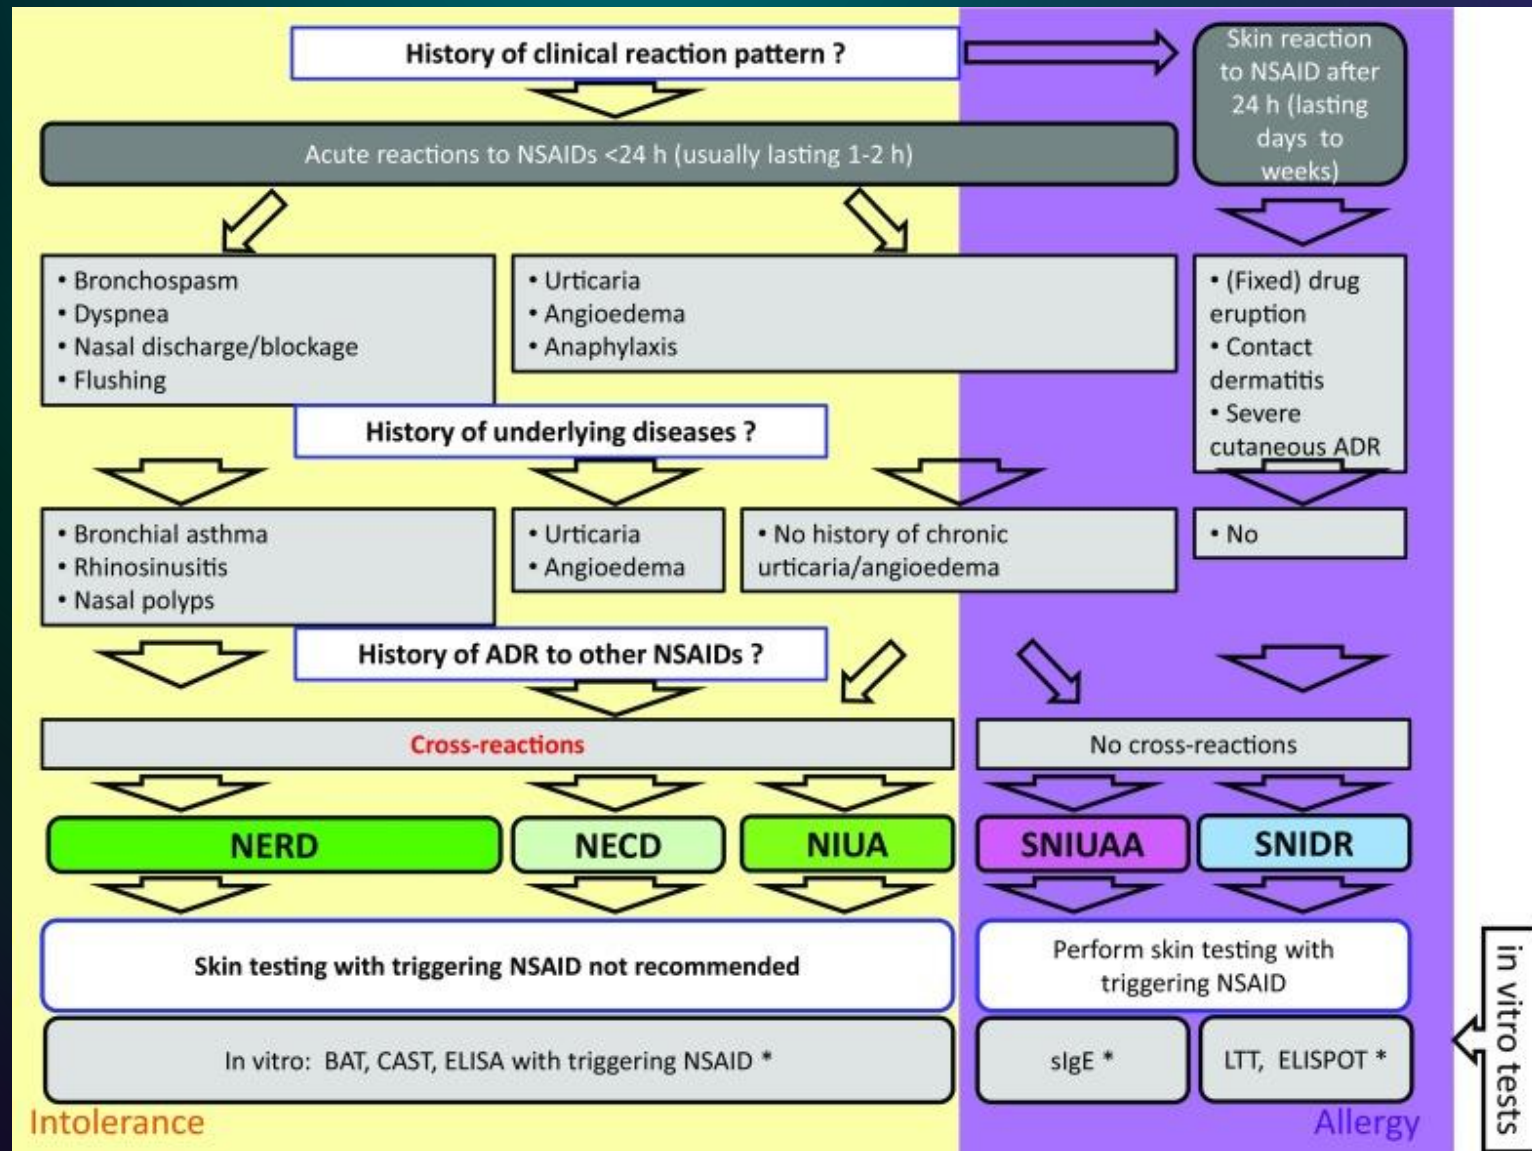 History of clinical reaction pattern ?
Skin reaction
to NSAID after
24 h (lasting
days to
weeks)
Acute reactions to NSAIDs <24 h (usually lasting 1-2 h)
• Bronchospasm
• Dyspnea
• Nasal discharge/blockage
• Flushing
• Urticaria
• Angioedema
• Anaphylaxis
• (Fixed) drug
eruption
• Contact
dermatitis
• Severe
cutaneous ADR
History of underlying diseases ?
• Bronchial asthma
• Rhinosinusitis
• Nasal polyps
• Urticaria
• Angioedema
• No history of chronic
urticaria/angioedema
• No
History of ADR to other NSAIDs ?
Cross-reactions
No cross-reactions
NERD
NECD
NIUA
SNIUAA
SNIDR
Skin testing with triggering NSAID not recommended
Perform skin testing with
triggering NSAID
In vitro: BAT, CAST, ELISA with triggering NSAID *
sIgE *
LTT, ELISPOT *
in vitro tests
Intolerance
Allergy